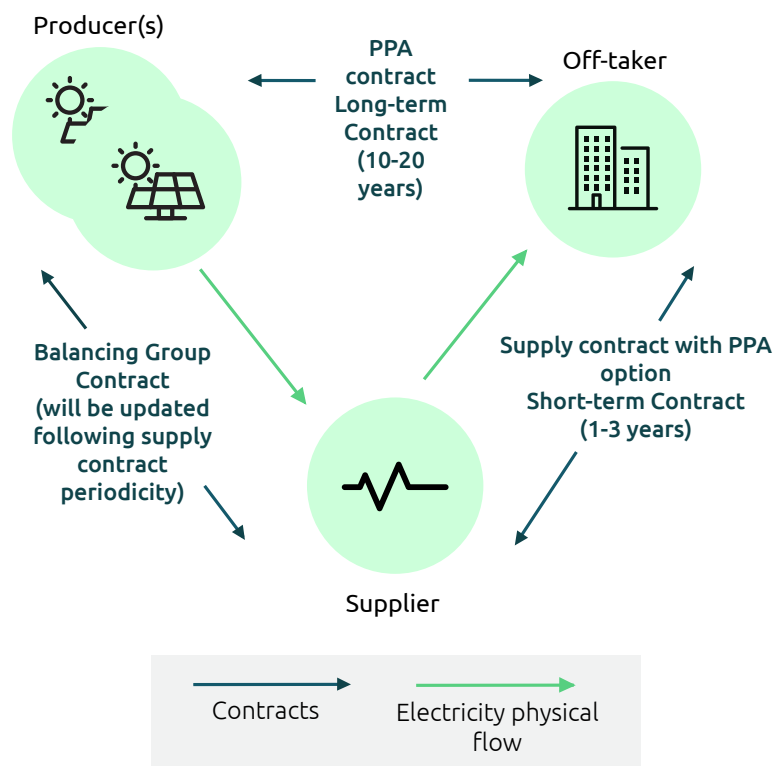 Producer(s)
PPA
contract
Long-term
Contract
(10-20
years)
Off-taker
Balancing Group
Contract
(will be updated
following supply
contract
periodicity)
Supply contract with PPA
option
Short-term Contract
(1-3 years)
Supplier
Contracts
Electricity physical
flow